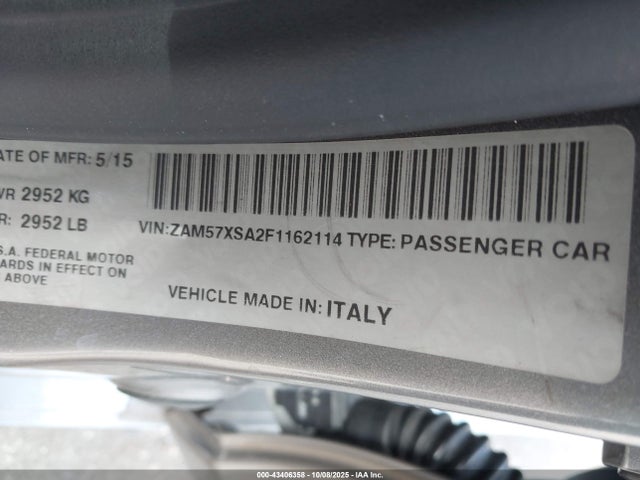 ATE OF MFR: 5/15
WR 2952 KG
R: 2952 LB
VIN:ZAM57XSA2F1162114 TYPE: PASSENGER CAR
S.A. FEDERAL MOTOR
ARDS IN EFFECT ON
ABOVE
VEHICLE MADE IN: ITALY
000-43406358 - 10/08/2025 - IAA Inc.